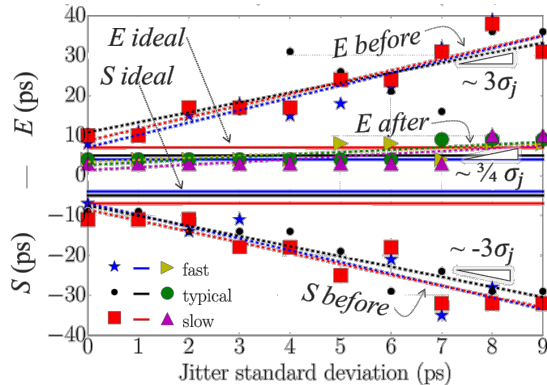 40
30
20
10
0
−10
−20
−30
−40
E (ps)
—
S (ps)
E ideal
S ideal
E before
~ 3σj
E after
~ ¾ σj
~ -3σj
S before
fast
typical
slow
0 1 2 3 4 5 6 7 8 9
Jitter standard deviation (ps)